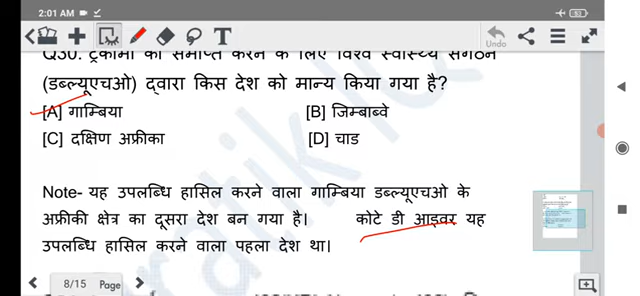 2:01 AM
53
Undo
Q30. ट्रकोमा को समाप्त करने के लिए विश्व स्वास्थ्य संगठन
(डब्ल्यूएचओ) द्वारा किस देश को मान्य किया गया है?
[A] गाम्बिया [B] जिम्बाब्वे
[C] दक्षिण अफ्रीका [D] चाड
Note- यह उपलब्धि हासिल करने वाला गाम्बिया डब्ल्यूएचओ के
अफ्रीकी क्षेत्र का दूसरा देश बन गया है। कोटे डी आइवर यह
उपलब्धि हासिल करने वाला पहला देश था।
8/15 Page